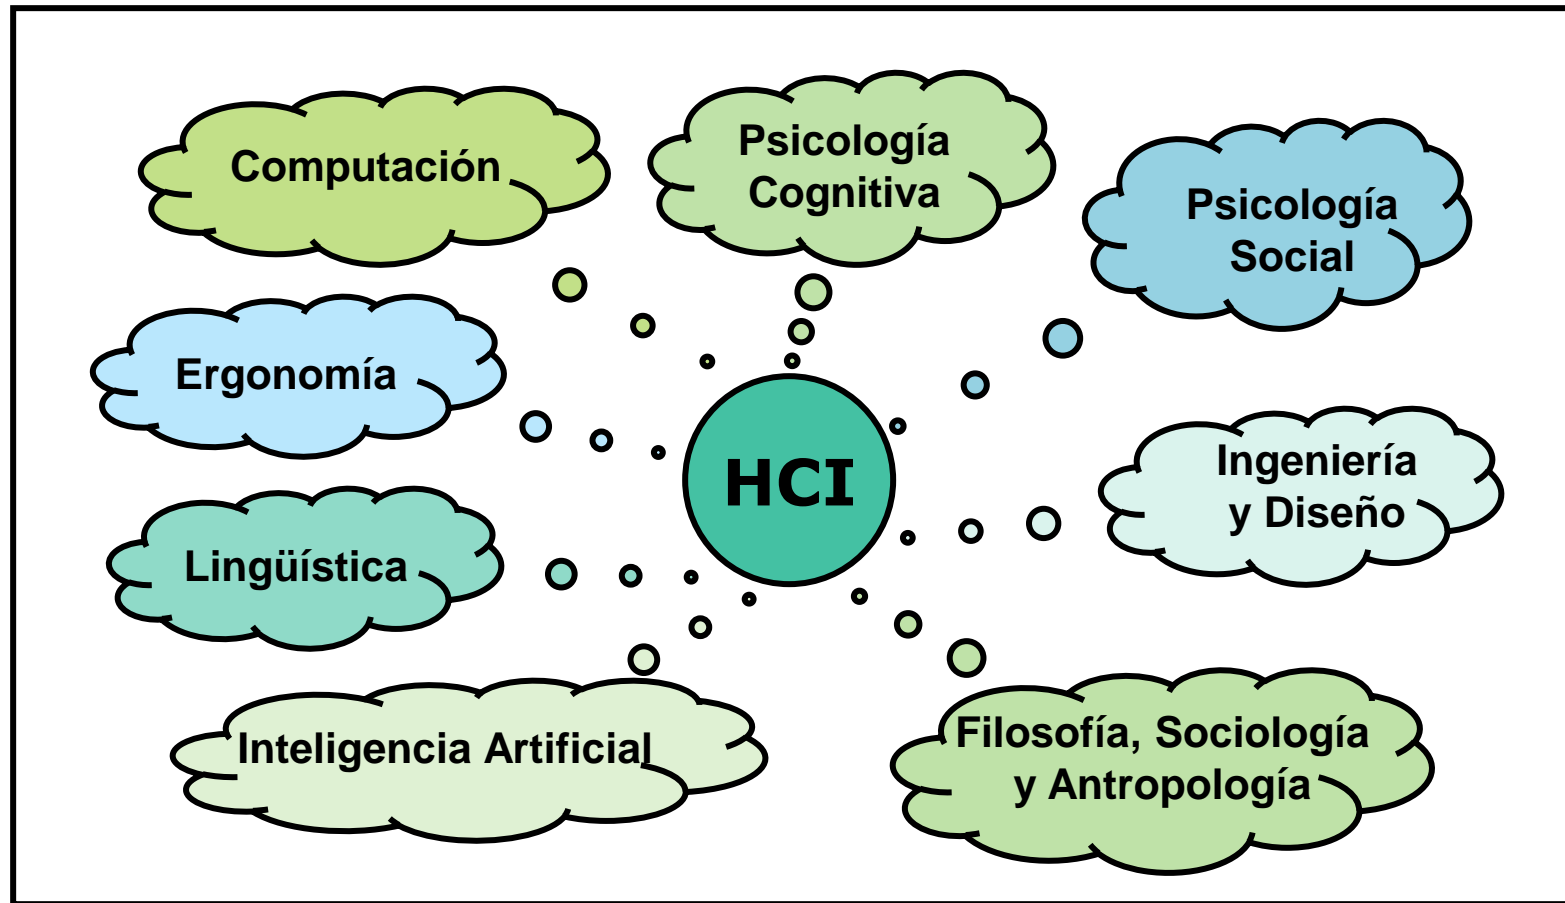 Computación
Psicología
Cognitiva
Psicología
Social
Ergonomía
HCI
Ingeniería
y Diseño
Lingüística
Inteligencia Artificial
Filosofía, Sociología
y Antropología